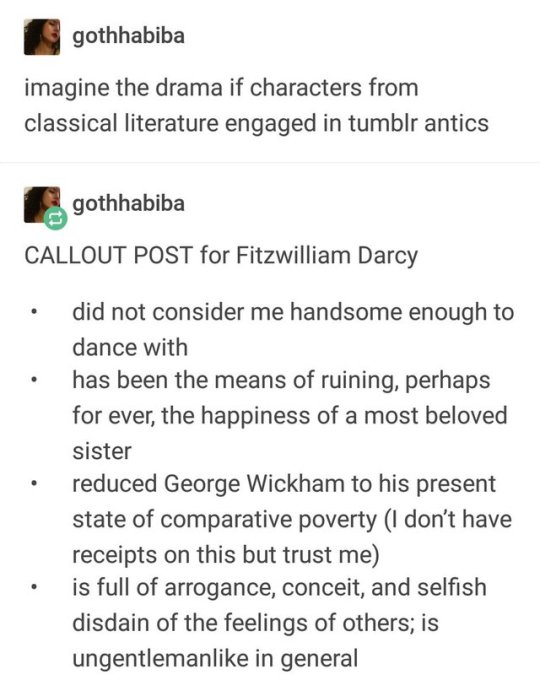 gothhabiba
imagine the drama if characters from
classical literature engaged in tumblr antics
gothhabiba
CALLOUT POST for Fitzwilliam Darcy
• did not consider me handsome enough to
dance with
• has been the means of ruining, perhaps
for ever, the happiness of a most beloved
sister
• reduced George Wickham to his present
state of comparative poverty (I don't have
receipts on this but trust me)
• is full of arrogance, conceit, and selfish
disdain of the feelings of others; is
ungentlemanlike in general